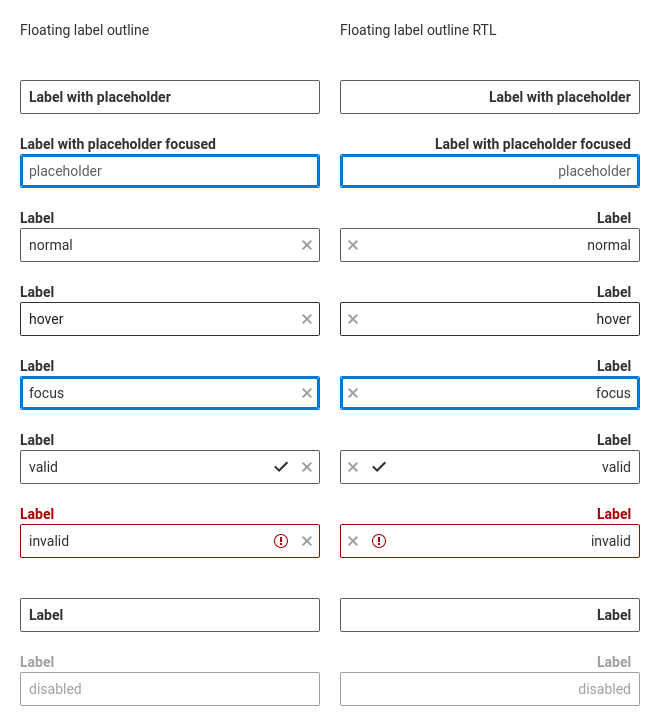 Floating label outline
Label with placeholder
Label with placeholder focused
placeholder
Label
normal
Label
hover
Label
focus
Label
valid
Label
invalid
Label
Label
disabled
Floating label outline RTL
Label with placeholder
Label with placeholder focused
placeholder
Label
normal
Label
hover
Label
focus
Label
valid
Label
invalid
Label
Label
disabled